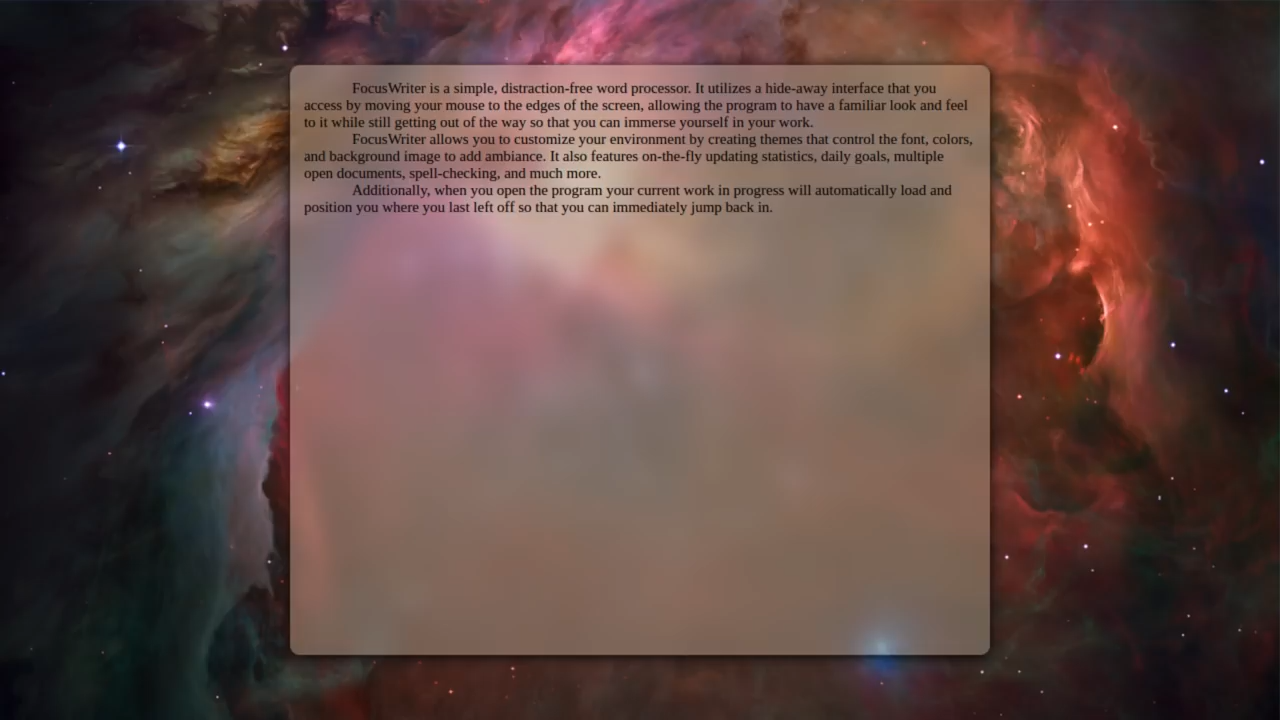 FocusWriter is a simple, distraction-free word processor. It utilizes a hide-away interface that you
access by moving your mouse to the edges of the screen, allowing the program to have a familiar look and feel
to it while still getting out of the way so that you can immerse yourself in your work.
FocusWriter allows you to customize your environment by creating themes that control the font, colors,
and background image to add ambiance. It also features on-the-fly updating statistics, daily goals, multiple
open documents, spell-checking, and much more.
Additionally, when you open the program your current work in progress will automatically load and
position you where you last left off so that you can immediately jump back in.